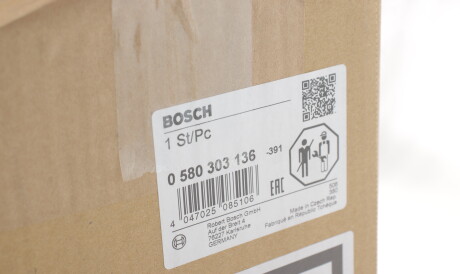 BOSCH
1 St/Pc
0 580 303 136 -391
4 047025 085106
EAC
Robert Bosch GmbH
Auf der Breit 4
76227 Karlsruhe
GERMANY
Made in Czech Rep.
Fabriqué en République Tchèque